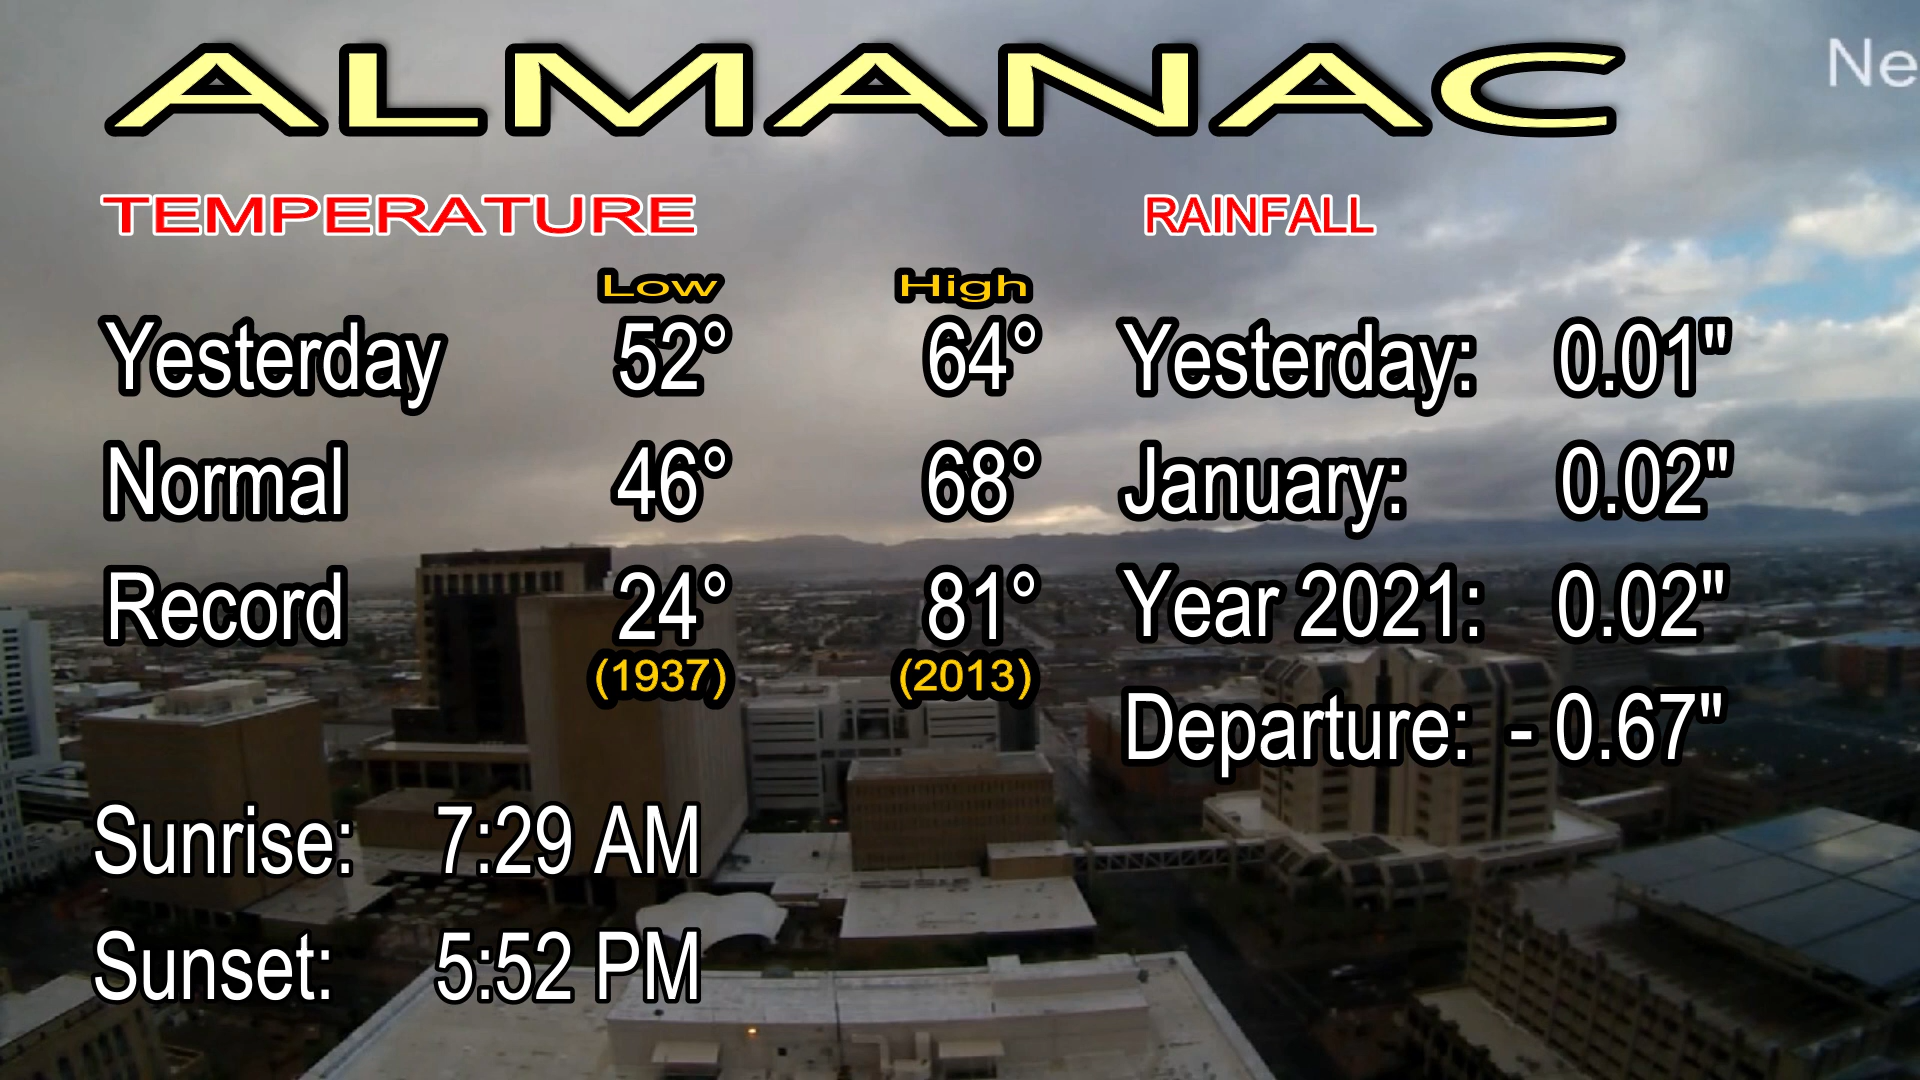 ALMANAC
Ne
TEMPERATURE
RAINFALL
Low High
Yesterday 52° 64°
Normal 46° 68°
Record 24° 81°
(1937) (2013)
Yesterday: 0.01"
January: 0.02"
Year 2021: 0.02"
Departure: - 0.67"
Sunrise: 7:29 AM
Sunset: 5:52 PM